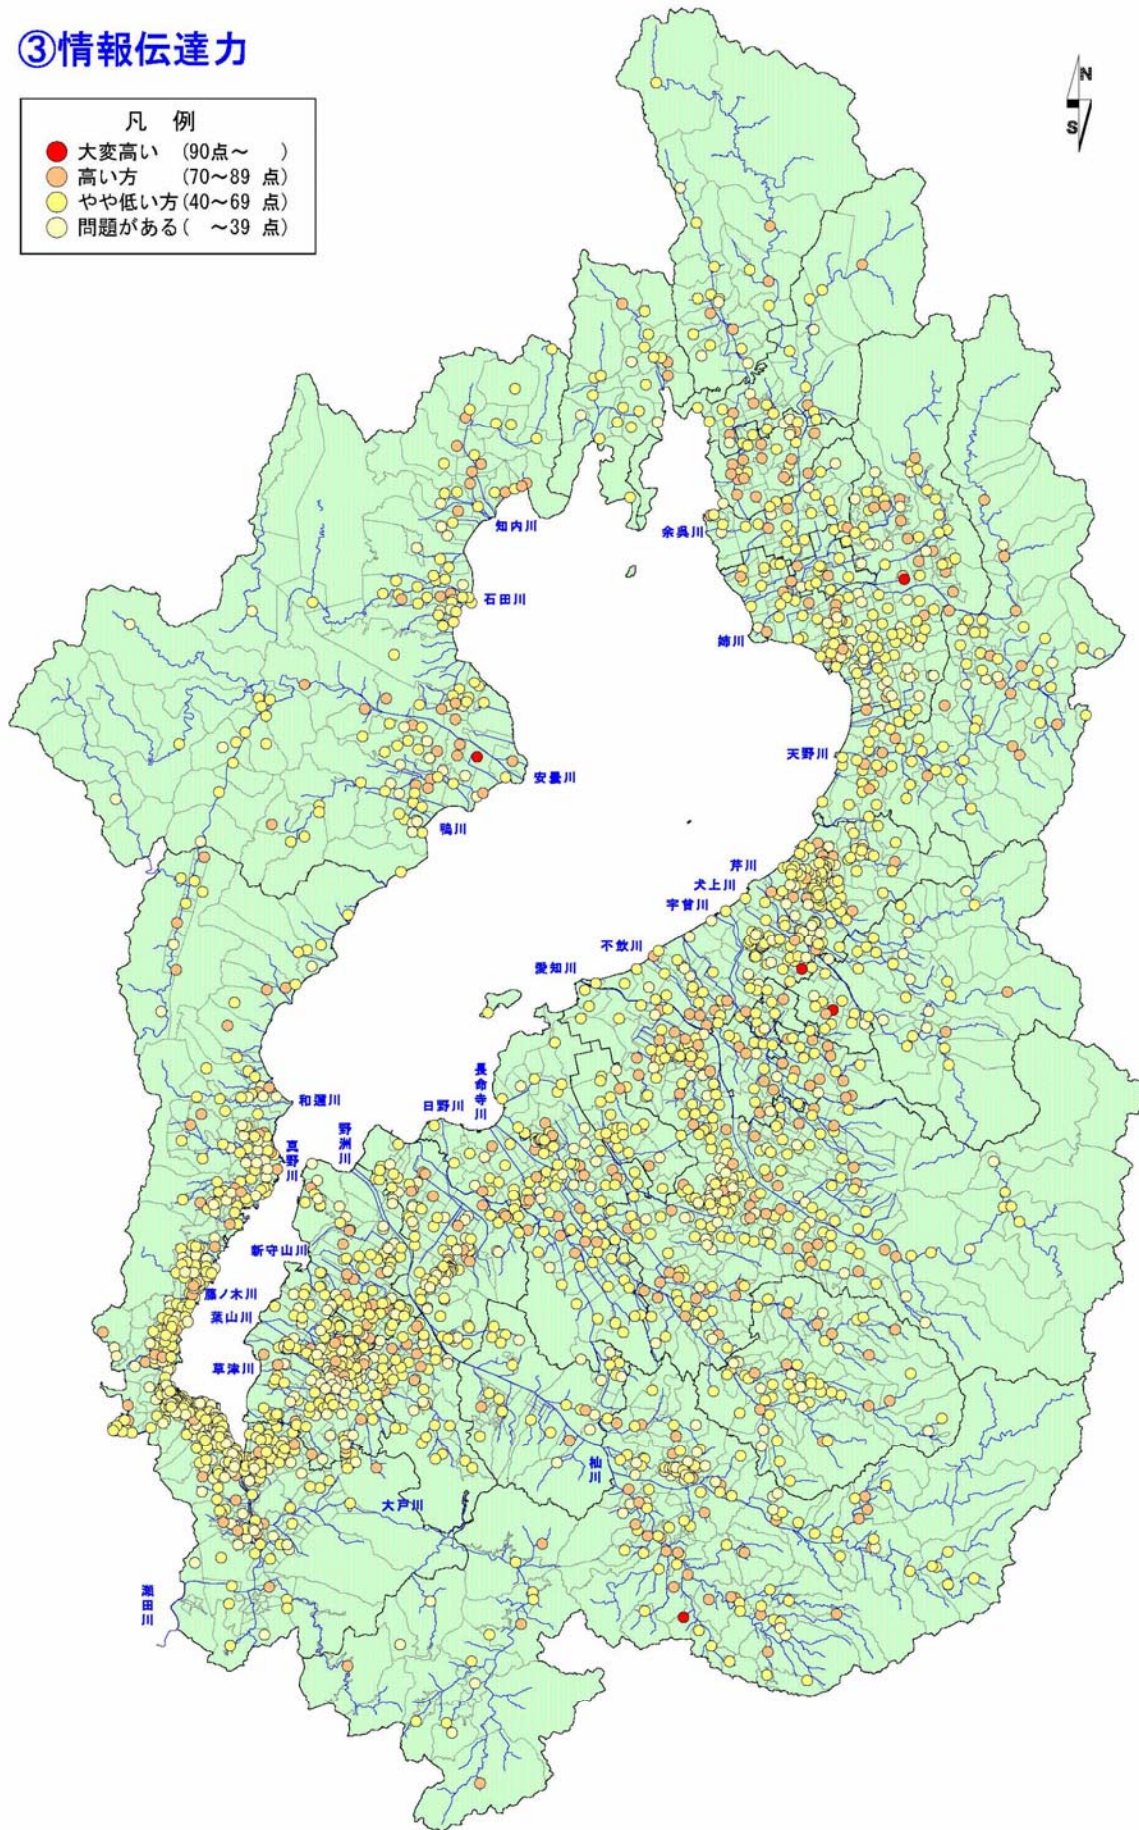 ③情報伝達力
N
S
凡 例
大変高い (90点~ )
高い方 (70~89 点)
やや低い方(40~69 点)
問題がある( ~39 点)
知内川
余呉川
石田川
姉川
天野川
安曇川
鴨川
芹川
犬上川
宇曽川
不飲川
愛知川
長命寺川
日野川
和邇川
野洲川
真野川
新守山川
藤ノ木川
葉山川
草津川
杣川
大戸川
瀬田川